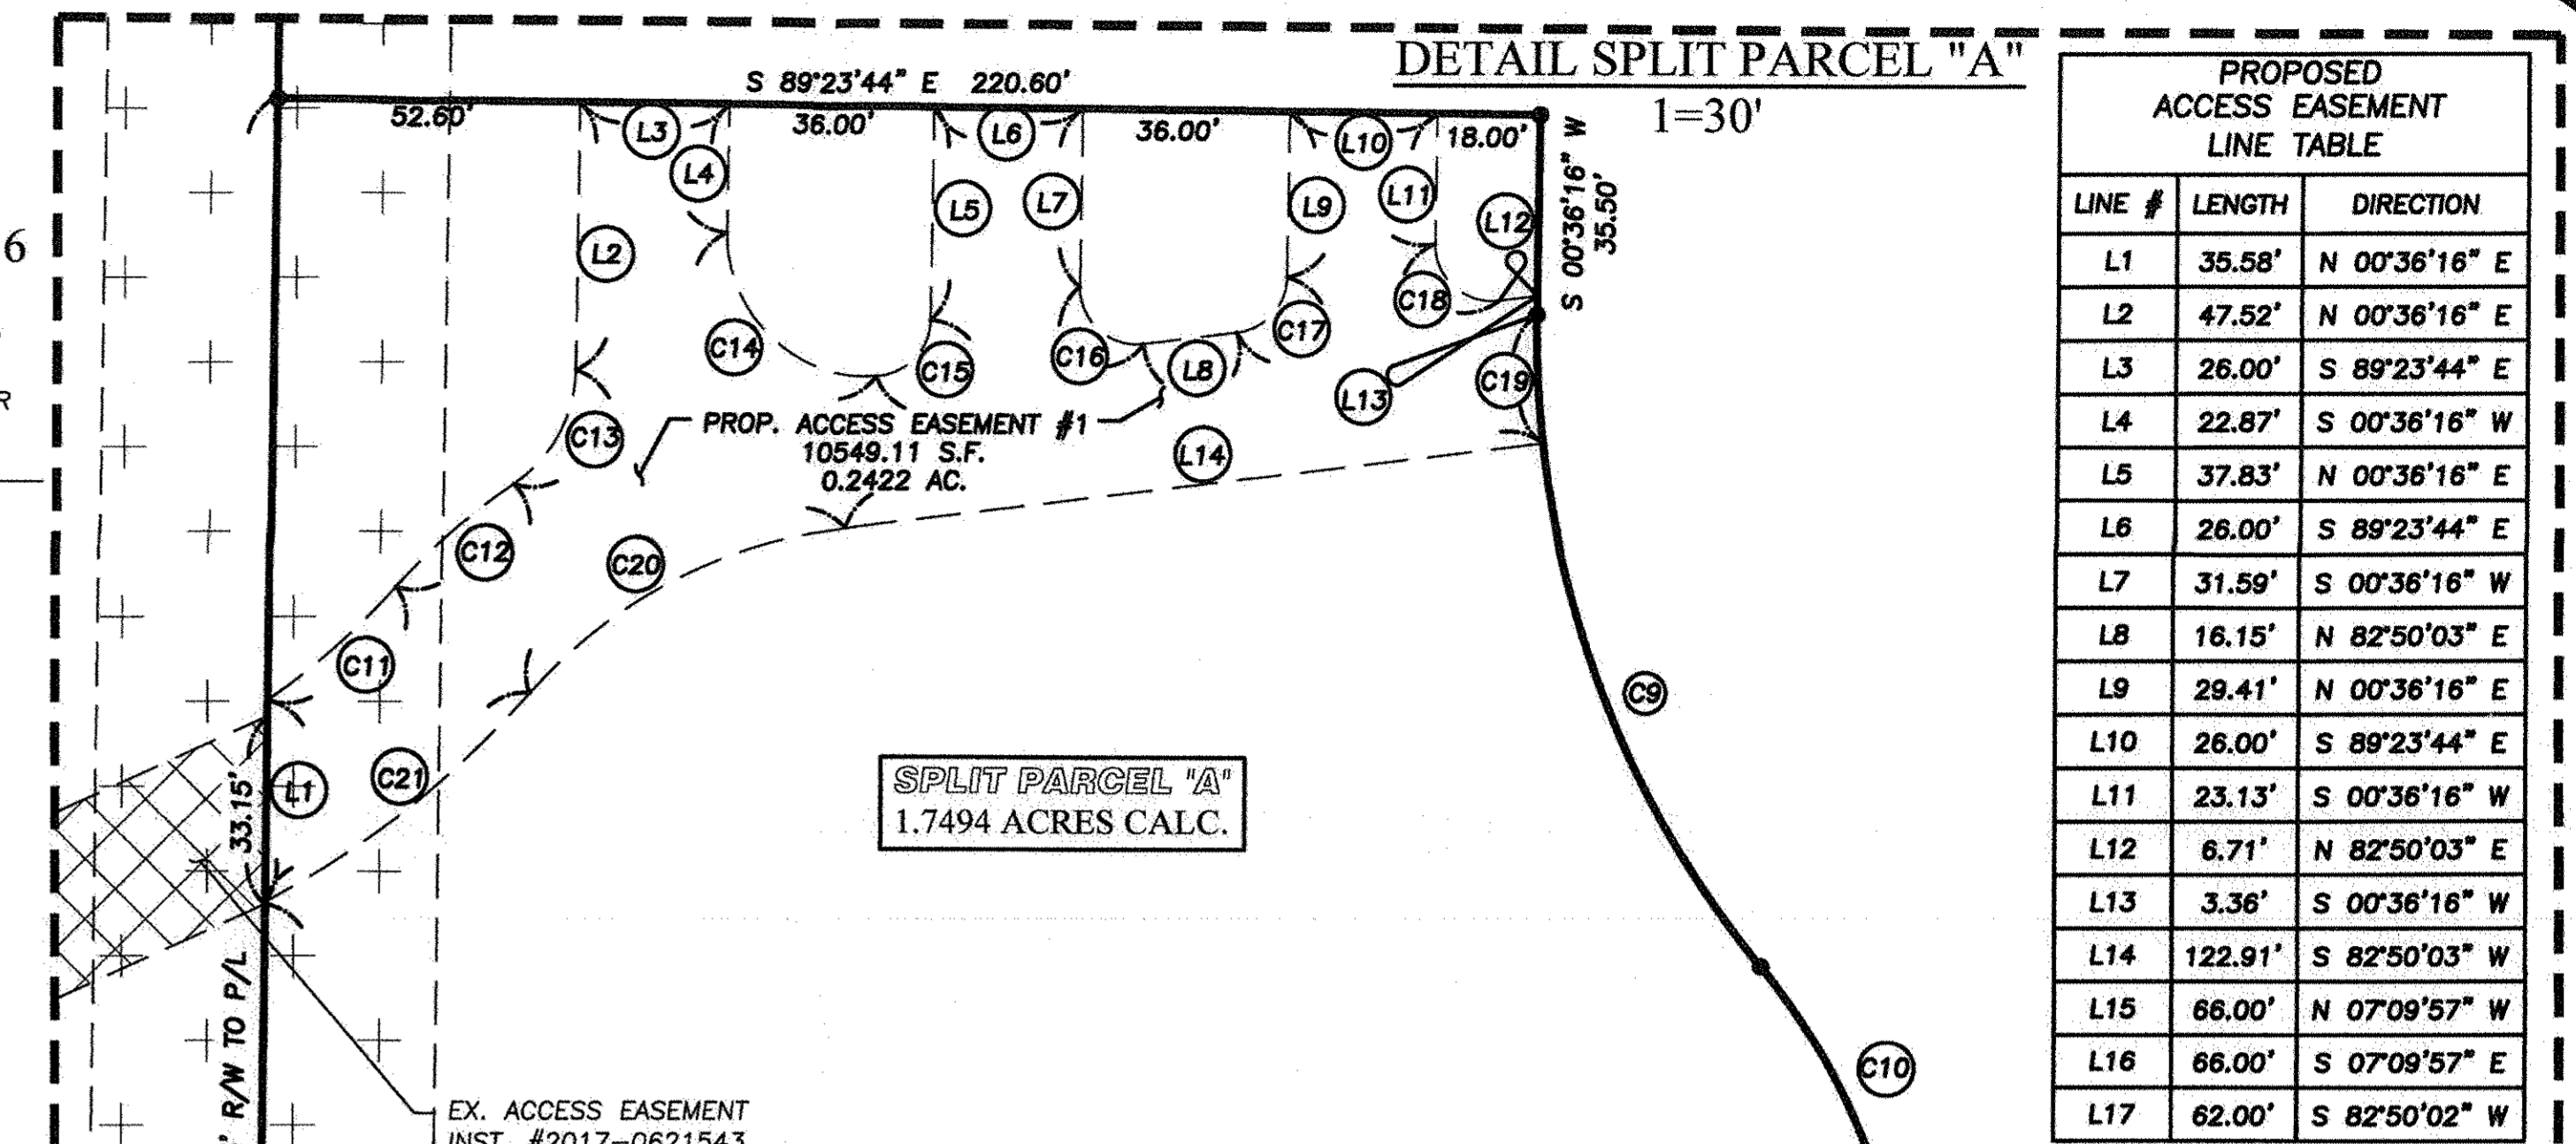 DETAIL SPLIT PARCEL "A"
1=30'
S 89°23'44" E 220.60'
52.60'
L3
36.00'
L6
36.00'
L10
18.00'
L4
L2
L5
L7
L9
L11
L12
S 00°36'16" W
35.50'
C14
C15
C16
L8
C17
C18
L13
C19
C13
PROP. ACCESS EASEMENT #1
10549.11 S.F.
0.2422 AC.
L14
C12
C20
C11
C9
L1
C21
33.15'
SPLIT PARCEL "A"
1.7494 ACRES CALC.
' R/W TO P/L
C10
EX. ACCESS EASEMENT
INST. #2017-0621543
6
R
PROPOSED
ACCESS EASEMENT
LINE TABLE
LINE # LENGTH DIRECTION
L1 35.58' N 00°36'16" E
L2 47.52' N 00°36'16" E
L3 26.00' S 89°23'44" E
L4 22.87' S 00°36'16" W
L5 37.83' N 00°36'16" E
L6 26.00' S 89°23'44" E
L7 31.59' S 00°36'16" W
L8 16.15' N 82°50'03" E
L9 29.41' N 00°36'16" E
L10 26.00' S 89°23'44" E
L11 23.13' S 00°36'16" W
L12 6.71' N 82°50'03" E
L13 3.36' S 00°36'16" W
L14 122.91' S 82°50'03" W
L15 66.00' N 07°09'57" W
L16 66.00' S 07°09'57" E
L17 62.00' S 82°50'02" W